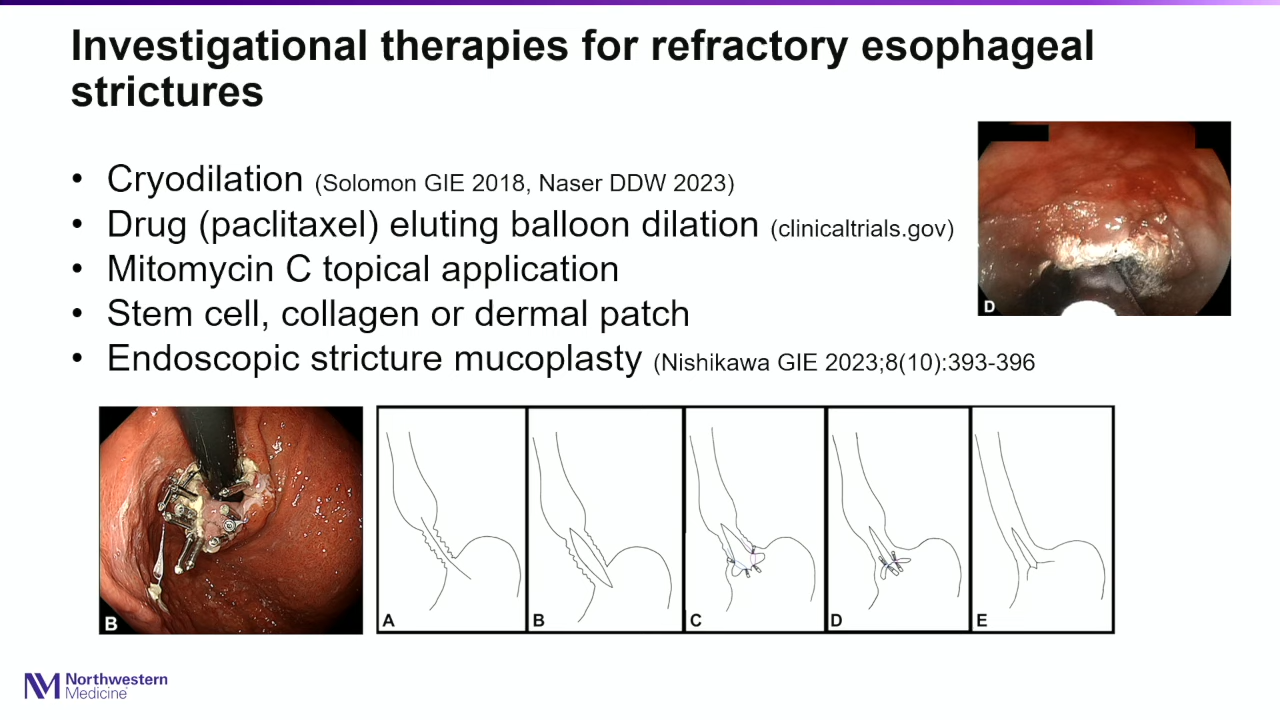 Investigational therapies for refractory esophageal
strictures
• Cryodilation (Solomon GIE 2018, Naser DDW 2023)
• Drug (paclitaxel) eluting balloon dilation (clinicaltrials.gov)
• Mitomycin C topical application
• Stem cell, collagen or dermal patch
• Endoscopic stricture mucoplasty (Nishikawa GIE 2023;8(10):393-396
D
B
A
B
C
D
E
NM Northwestern
Medicine